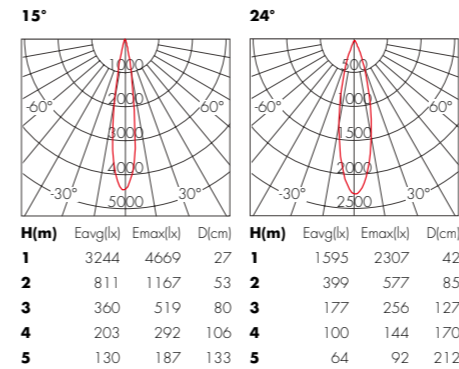 15°
1000
2000
-60° 60°
3000
4000
-30° 30°
5000
H(m) Eavg(lx) Emax(lx) D(cm)
1 3244 4669 27
2 811 1167 53
3 360 519 80
4 203 292 106
5 130 187 133
24°
500
1000
-60° 60°
1500
2000
-30° 30°
2500
H(m) Eavg(lx) Emax(lx) D(cm)
1 1595 2307 42
2 399 577 85
3 177 256 127
4 100 144 170
5 64 92 212